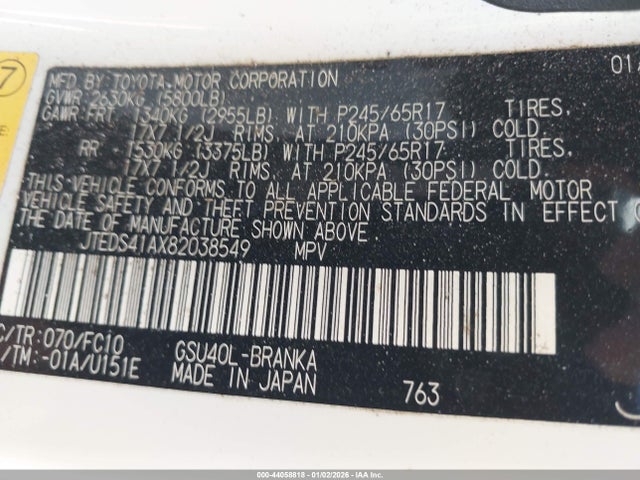 7
01
MFD BY: TOYOTA MOTOR CORPORATION
GVWR 2630KG (5800LB)
GAWR FRT 1340KG (2955LB) WITH P245/65R17 TIRES,
17X7 1/2J RIMS, AT 210KPA (30PSI) COLD.
RR 1530KG (3375LB) WITH P245/65R17 TIRES,
17X7 1/2J RIMS, AT 210KPA (30PSI) COLD.
THIS VEHICLE CONFORMS TO ALL APPLICABLE FEDERAL MOTOR
VEHICLE SAFETY AND THEFT PREVENTION STANDARDS IN EFFECT
THE DATE OF MANUFACTURE SHOWN ABOVE.
JTEDS41AX82038549 MPV
C/TR: 070/FC10 GSU40L-BRANKA
/TM: -01A/U151E MADE IN JAPAN 763
000-44058818 - 01/02/2026 - IAA Inc.